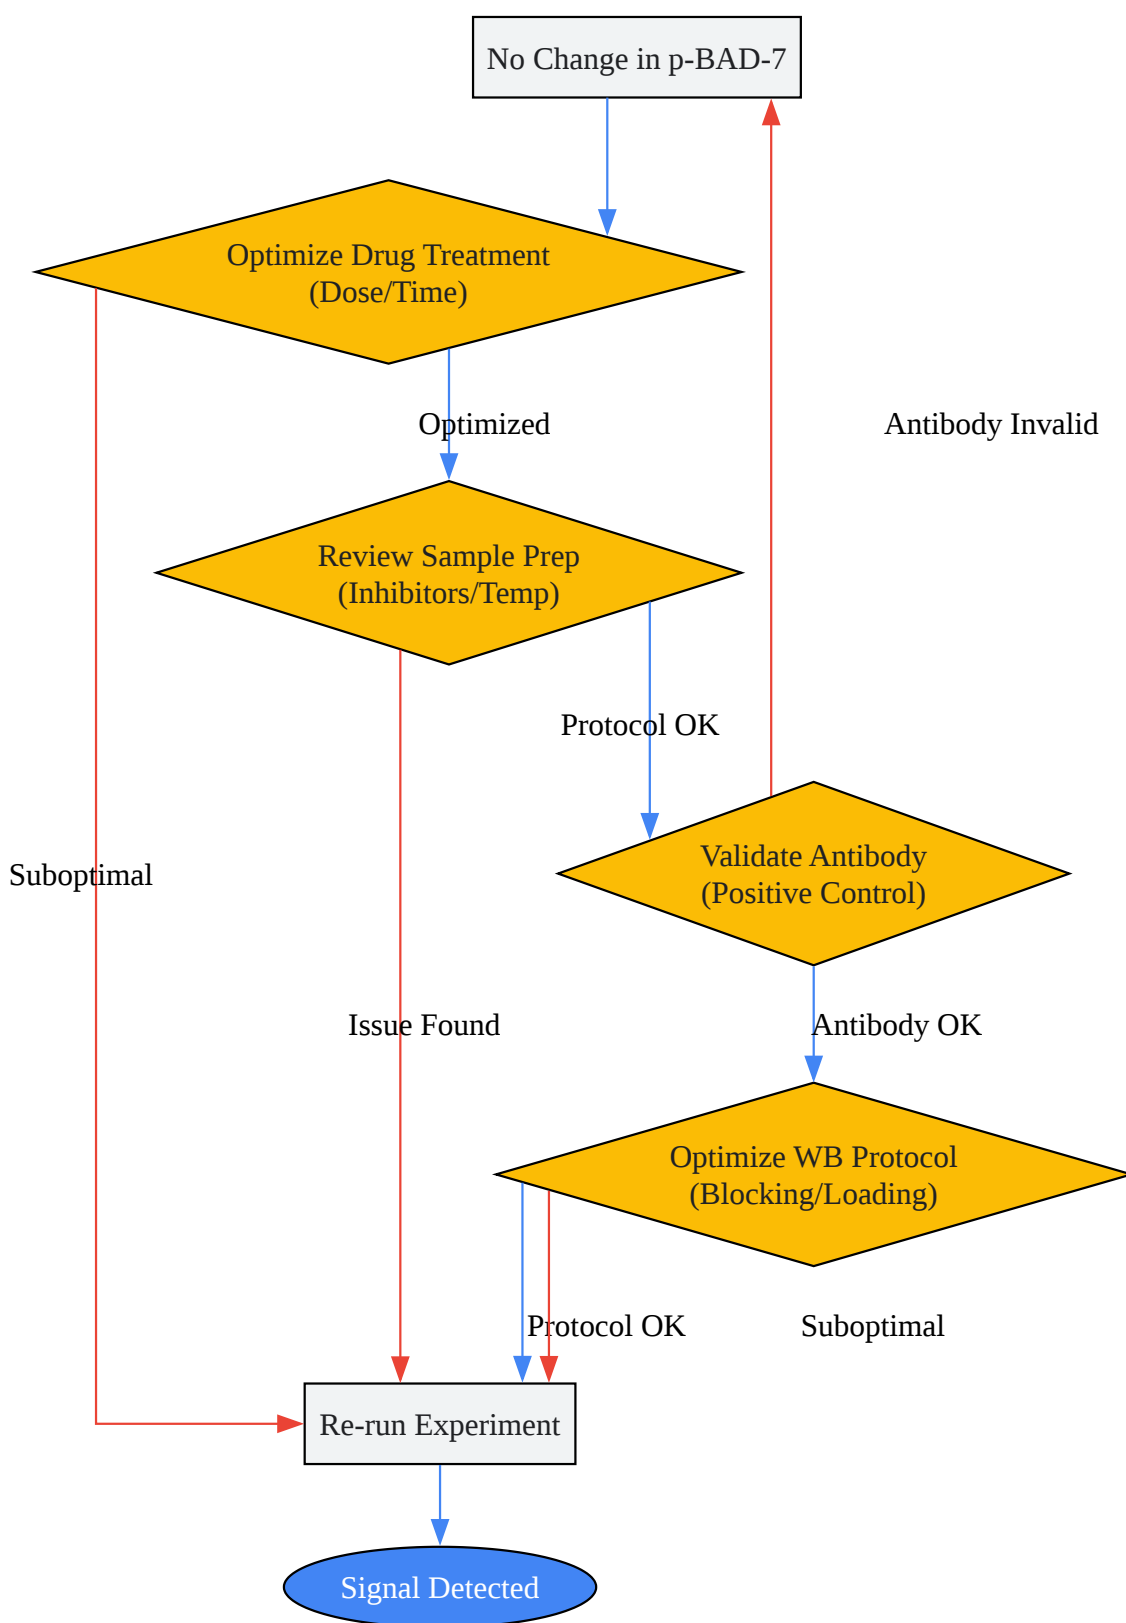 No Change in p-BAD-7
Optimize Drug Treatment
(Dose/Time)
Optimized
Antibody Invalid
Review Sample Prep
(Inhibitors/Temp)
Protocol OK
Validate Antibody
(Positive Control)
Suboptimal
Issue Found
Antibody OK
Optimize WB Protocol
(Blocking/Loading)
Protocol OK
Suboptimal
Re-run Experiment
Signal Detected